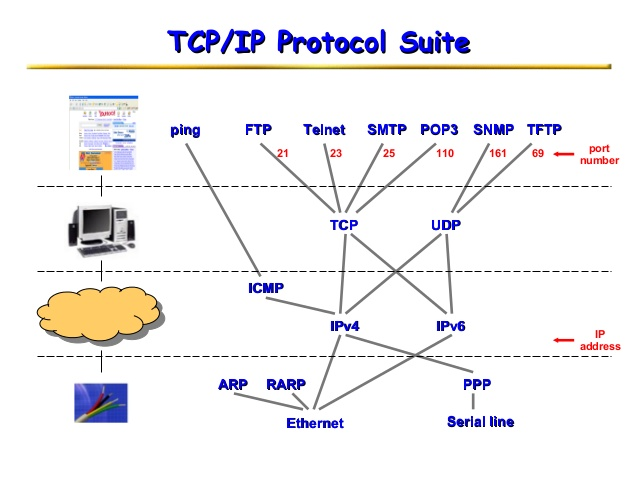 TCP/IP Protocol Suite
YAHOO!
ping FTP Telnet SMTP POP3 SNMP TFTP
21 23 25 110 161 69 port number
TCP UDP
ICMP
IPv4 IPv6
IP address
ARP RARP PPP
Ethernet Serial line